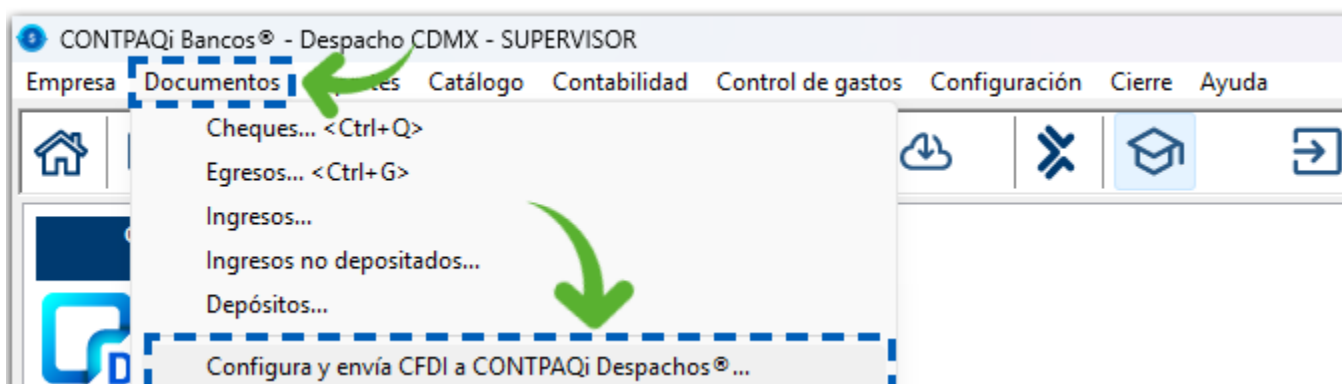 CONTPAQi Bancos® - Despacho CDMX - SUPERVISOR
Empresa Documentos Catálogo Contabilidad Control de gastos Configuración Cierre Ayuda
Cheques... <Ctrl+Q>
Egresos... <Ctrl+G>
Ingresos...
Ingresos no depositados...
Depósitos...
Configura y envía CFDI a CONTPAQi Despachos®...